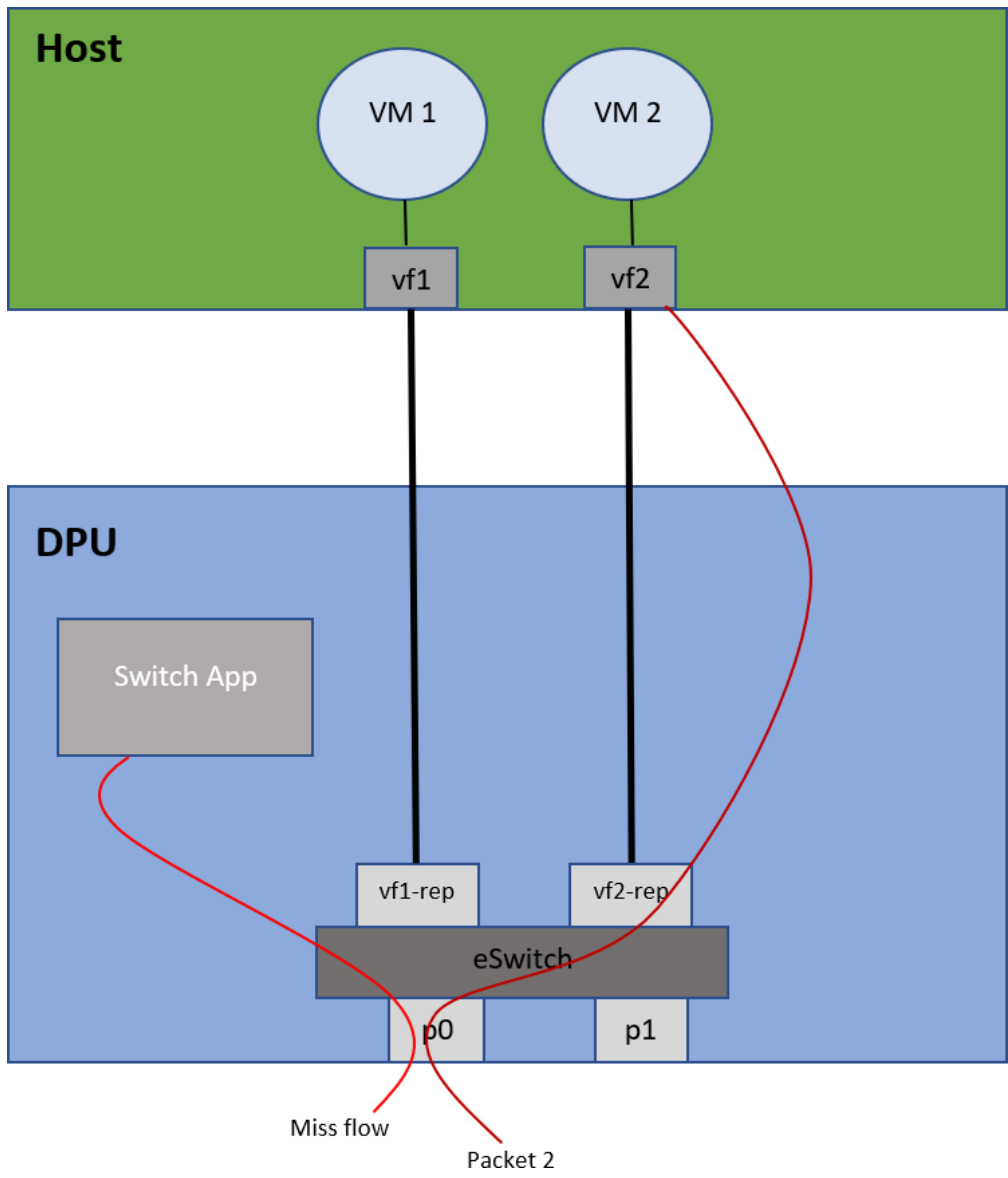 Host
VM 1
VM 2
vf1
vf2
DPU
Switch App
vf1-rep
vf2-rep
eSwitch
p0
p1
Miss flow
Packet 2